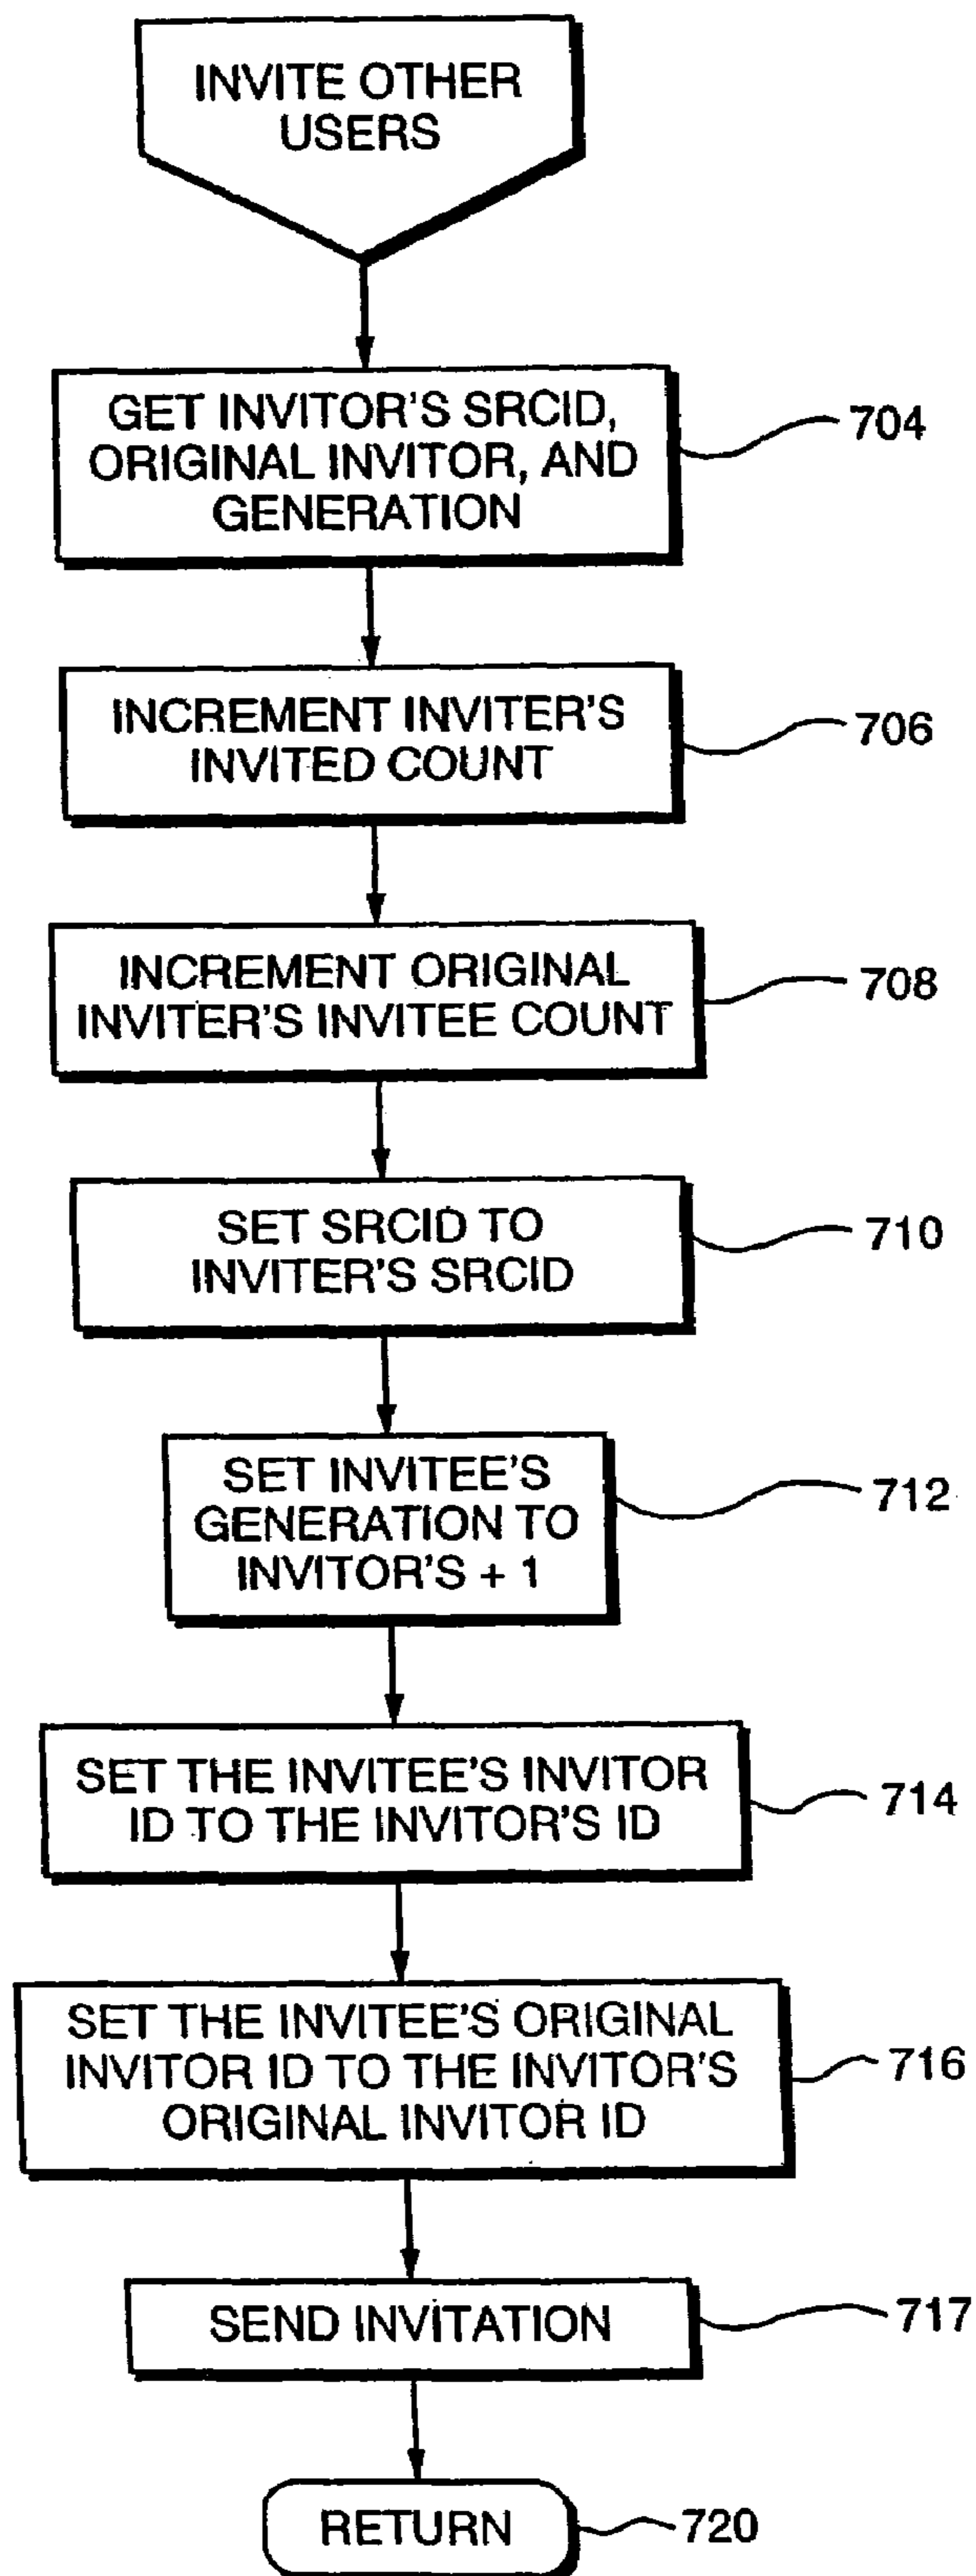 INVITE OTHER
USERS
GET INVITOR'S SRCID,
ORIGINAL INVITOR, AND
GENERATION
704
INCREMENT INVITER'S
INVITED COUNT
706
INCREMENT ORIGINAL
INVITER'S INVITEE COUNT
708
SET SRCID TO
INVITER'S SRCID
710
SET INVITEE'S
GENERATION TO
INVITOR'S + 1
712
SET THE INVITEE'S INVITOR
ID TO THE INVITOR'S ID
714
SET THE INVITEE'S ORIGINAL
INVITOR ID TO THE INVITOR'S
ORIGINAL INVITOR ID
716
SEND INVITATION
717
RETURN
720